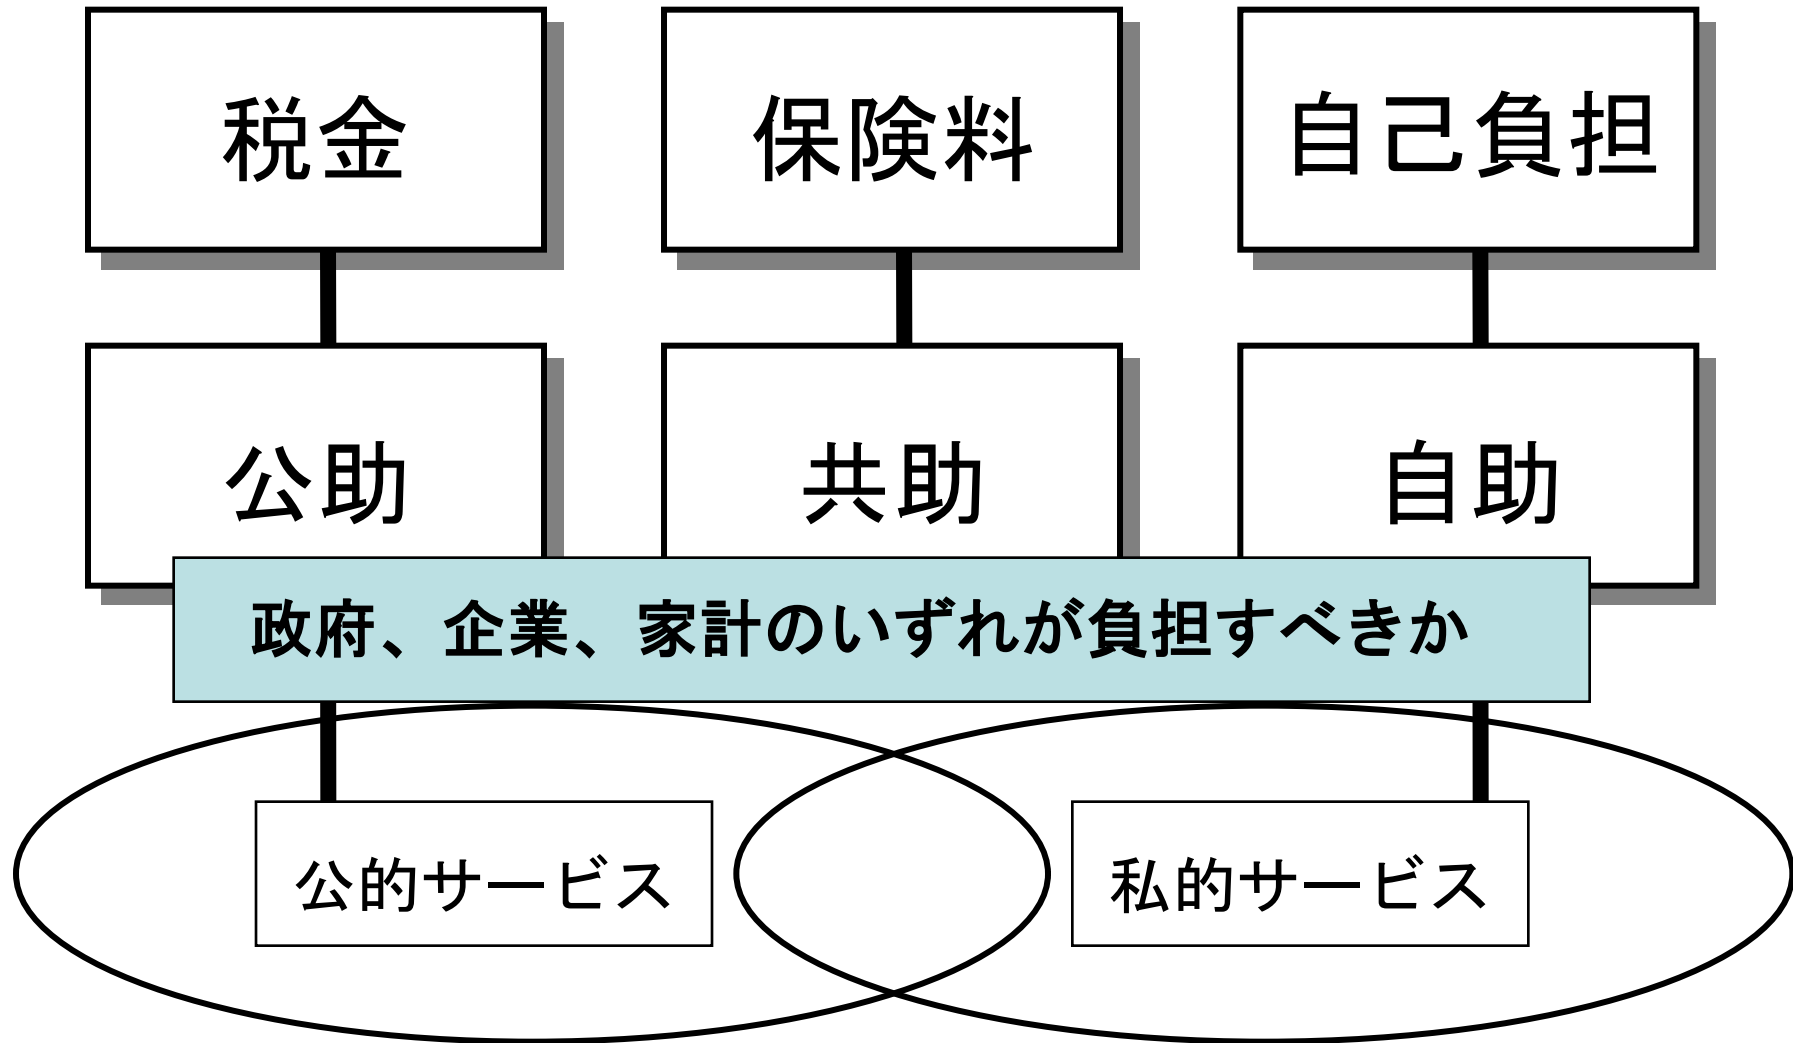 税金
保険料
自己負担
公助
共助
自助
政府、企業、家計のいずれが負担すべきか
公的サービス
私的サービス